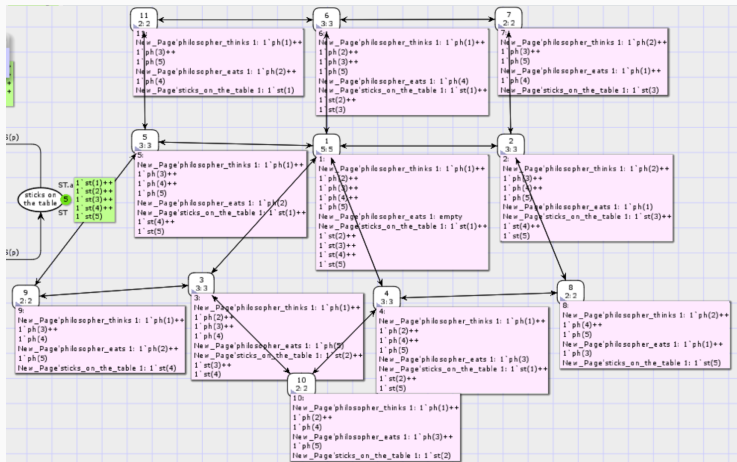 11
2:2
6
3:3
7
2:2
New_Page'philosopher_thinks 1: 1`ph(1)++
1`ph(3)++
1`ph(5)
New_Page'philosopher_eats 1: 1`ph(2)++
1`ph(4)
New_Page'sticks_on_the_table 1: 1`st(1)
6:
New_Page'philosopher_thinks 1: 1`ph(1)++
1`ph(2)++
1`ph(3)++
1`ph(5)
New_Page'philosopher_eats 1: 1`ph(4)
New_Page'sticks_on_the_table 1: 1`st(1)++
1`st(2)++
1`st(3)
7:
New_Page'philosopher_thinks 1: 1`ph(2)++
1`ph(3)++
1`ph(5)
New_Page'philosopher_eats 1: 1`ph(1)++
1`ph(4)
New_Page'sticks_on_the_table 1: 1`st(3)
5
3:3
1
5:5
2
3:3
5:
New_Page'philosopher_thinks 1: 1`ph(1)++
1`ph(3)++
1`ph(4)++
1`ph(5)
New_Page'philosopher_eats 1: 1`ph(2)
New_Page'sticks_on_the_table 1: 1`st(1)++
1`st(4)++
1`st(5)
1:
New_Page'philosopher_thinks 1: 1`ph(1)++
1`ph(2)++
1`ph(3)++
1`ph(4)++
1`ph(5)
New_Page'philosopher_eats 1: empty
New_Page'sticks_on_the_table 1: 1`st(1)++
1`st(2)++
1`st(3)++
1`st(4)++
1`st(5)
2:
New_Page'philosopher_thinks 1: 1`ph(2)++
1`ph(3)++
1`ph(4)++
1`ph(5)
New_Page'philosopher_eats 1: 1`ph(1)
New_Page'sticks_on_the_table 1: 1`st(3)++
1`st(4)++
1`st(5)
(p)
sticks on
the table
5
ST
1`st(1)++
1`st(2)++
1`st(3)++
1`st(4)++
1`st(5)
(p)
9
2:2
3
3:3
4
3:3
8
2:2
9:
New_Page'philosopher_thinks 1: 1`ph(1)++
1`ph(3)++
1`ph(4)
New_Page'philosopher_eats 1: 1`ph(2)++
1`ph(5)
New_Page'sticks_on_the_table 1: 1`st(4)
3:
New_Page'philosopher_thinks 1: 1`ph(1)++
1`ph(2)++
1`ph(3)++
1`ph(4)
New_Page'philosopher_eats 1: 1`ph(5)
New_Page'sticks_on_the_table 1: 1`st(2)++
1`st(3)++
1`st(4)
4:
New_Page'philosopher_thinks 1: 1`ph(1)++
1`ph(2)++
1`ph(4)++
1`ph(5)
New_Page'philosopher_eats 1: 1`ph(3)
New_Page'sticks_on_the_table 1: 1`st(1)++
1`st(2)++
1`st(5)
8:
New_Page'philosopher_thinks 1: 1`ph(2)++
1`ph(4)++
1`ph(5)
New_Page'philosopher_eats 1: 1`ph(1)++
1`ph(3)
New_Page'sticks_on_the_table 1: 1`st(5)
10
2:2
10:
New_Page'philosopher_thinks 1: 1`ph(1)++
1`ph(2)++
1`ph(4)
New_Page'philosopher_eats 1: 1`ph(3)++
1`ph(5)
New_Page'sticks_on_the_table 1: 1`st(2)